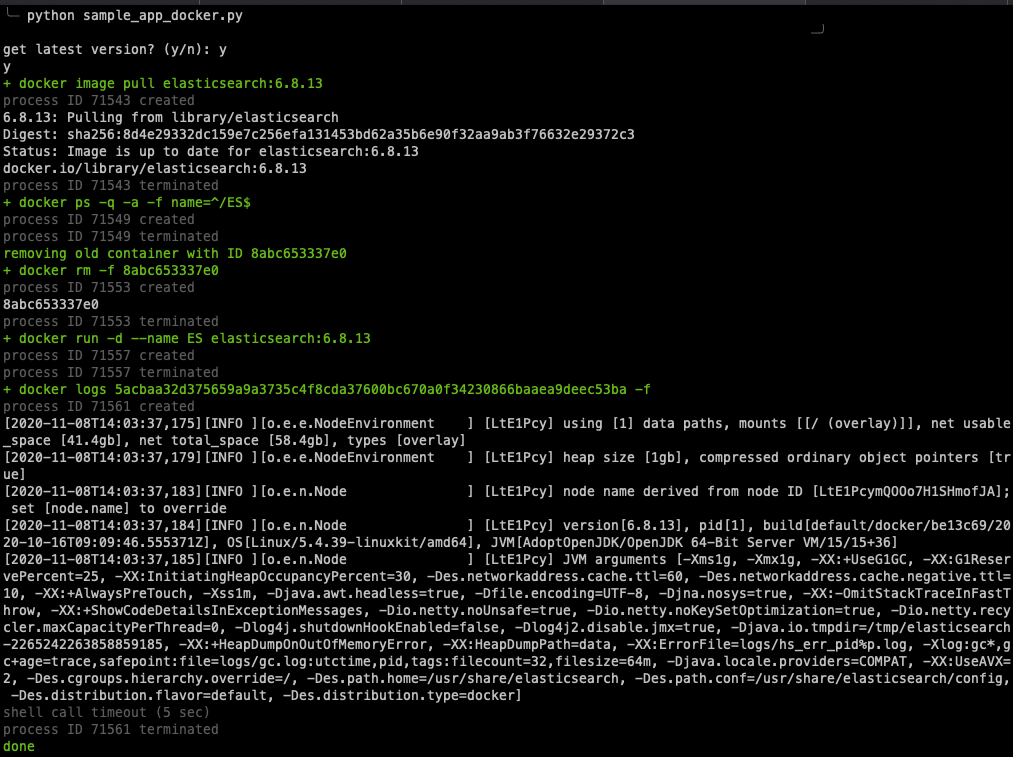 python sample_app_docker.py
get latest version? (y/n): y
y
+ docker image pull elasticsearch:6.8.13
process ID 71543 created
6.8.13: Pulling from library/elasticsearch
Digest: sha256:8d4e29332dc159e7c256efa131453bd62a35b6e90f32aa9ab3f76632e29372c3
Status: Image is up to date for elasticsearch:6.8.13
docker.io/library/elasticsearch:6.8.13
process ID 71543 terminated
+ docker ps -q -a -f name=^/ES$
process ID 71549 created
process ID 71549 terminated
removing old container with ID 8abc653337e0
+ docker rm -f 8abc653337e0
process ID 71553 created
8abc653337e0
process ID 71553 terminated
+ docker run -d --name ES elasticsearch:6.8.13
process ID 71557 created
process ID 71557 terminated
+ docker logs 5acbaa32d375659a9a3735c4f8cda37600bc670a0f34230866baaea9deec53ba -f
process ID 71561 created
[2020-11-08T14:03:37,175][INFO ][o.e.e.NodeEnvironment    ] [LtE1Pcy] using [1] data paths, mounts [[/ (overlay)]], net usable
_space [41.4gb], net total_space [58.4gb], types [overlay]
[2020-11-08T14:03:37,179][INFO ][o.e.e.NodeEnvironment    ] [LtE1Pcy] heap size [1gb], compressed ordinary object pointers [tr
ue]
[2020-11-08T14:03:37,183][INFO ][o.e.n.Node               ] [LtE1Pcy] node name derived from node ID [LtE1PcymQOOo7H1SHmofJA];
 set [node.name] to override
[2020-11-08T14:03:37,184][INFO ][o.e.n.Node               ] [LtE1Pcy] version[6.8.13], pid[1], build[default/docker/be13c69/20
20-10-16T09:09:46.555371Z], OS[Linux/5.4.39-linuxkit/amd64], JVM[AdoptOpenJDK/OpenJDK 64-Bit Server VM/15/15+36]
[2020-11-08T14:03:37,185][INFO ][o.e.n.Node               ] [LtE1Pcy] JVM arguments [-Xms1g, -Xmx1g, -XX:+UseG1GC, -XX:G1Reser
vePercent=25, -XX:InitiatingHeapOccupancyPercent=30, -Des.networkaddress.cache.ttl=60, -Des.networkaddress.cache.negative.ttl=
10, -XX:+AlwaysPreTouch, -Xss1m, -Djava.awt.headless=true, -Dfile.encoding=UTF-8, -Djna.nosys=true, -XX:-OmitStackTraceInFastT
hrow, -XX:+ShowCodeDetailsInExceptionMessages, -Dio.netty.noUnsafe=true, -Dio.netty.noKeySetOptimization=true, -Dio.netty.recy
cler.maxCapacityPerThread=0, -Dlog4j.shutdownHookEnabled=false, -Dlog4j2.disable.jmx=true, -Djava.io.tmpdir=/tmp/elasticsearch
-2265242263858859185, -XX:+HeapDumpOnOutOfMemoryError, -XX:HeapDumpPath=data, -XX:ErrorFile=logs/hs_err_pid%p.log, -Xlog:gc*,g
c+age=trace,safepoint:file=logs/gc.log:utctime,pid,tags:filecount=32,filesize=64m, -Djava.locale.providers=COMPAT, -XX:UseAVX=
2, -Des.cgroups.hierarchy.override=/, -Des.path.home=/usr/share/elasticsearch, -Des.path.conf=/usr/share/elasticsearch/config,
 -Des.distribution.flavor=default, -Des.distribution.type=docker]
shell call timeout (5 sec)
process ID 71561 terminated
done